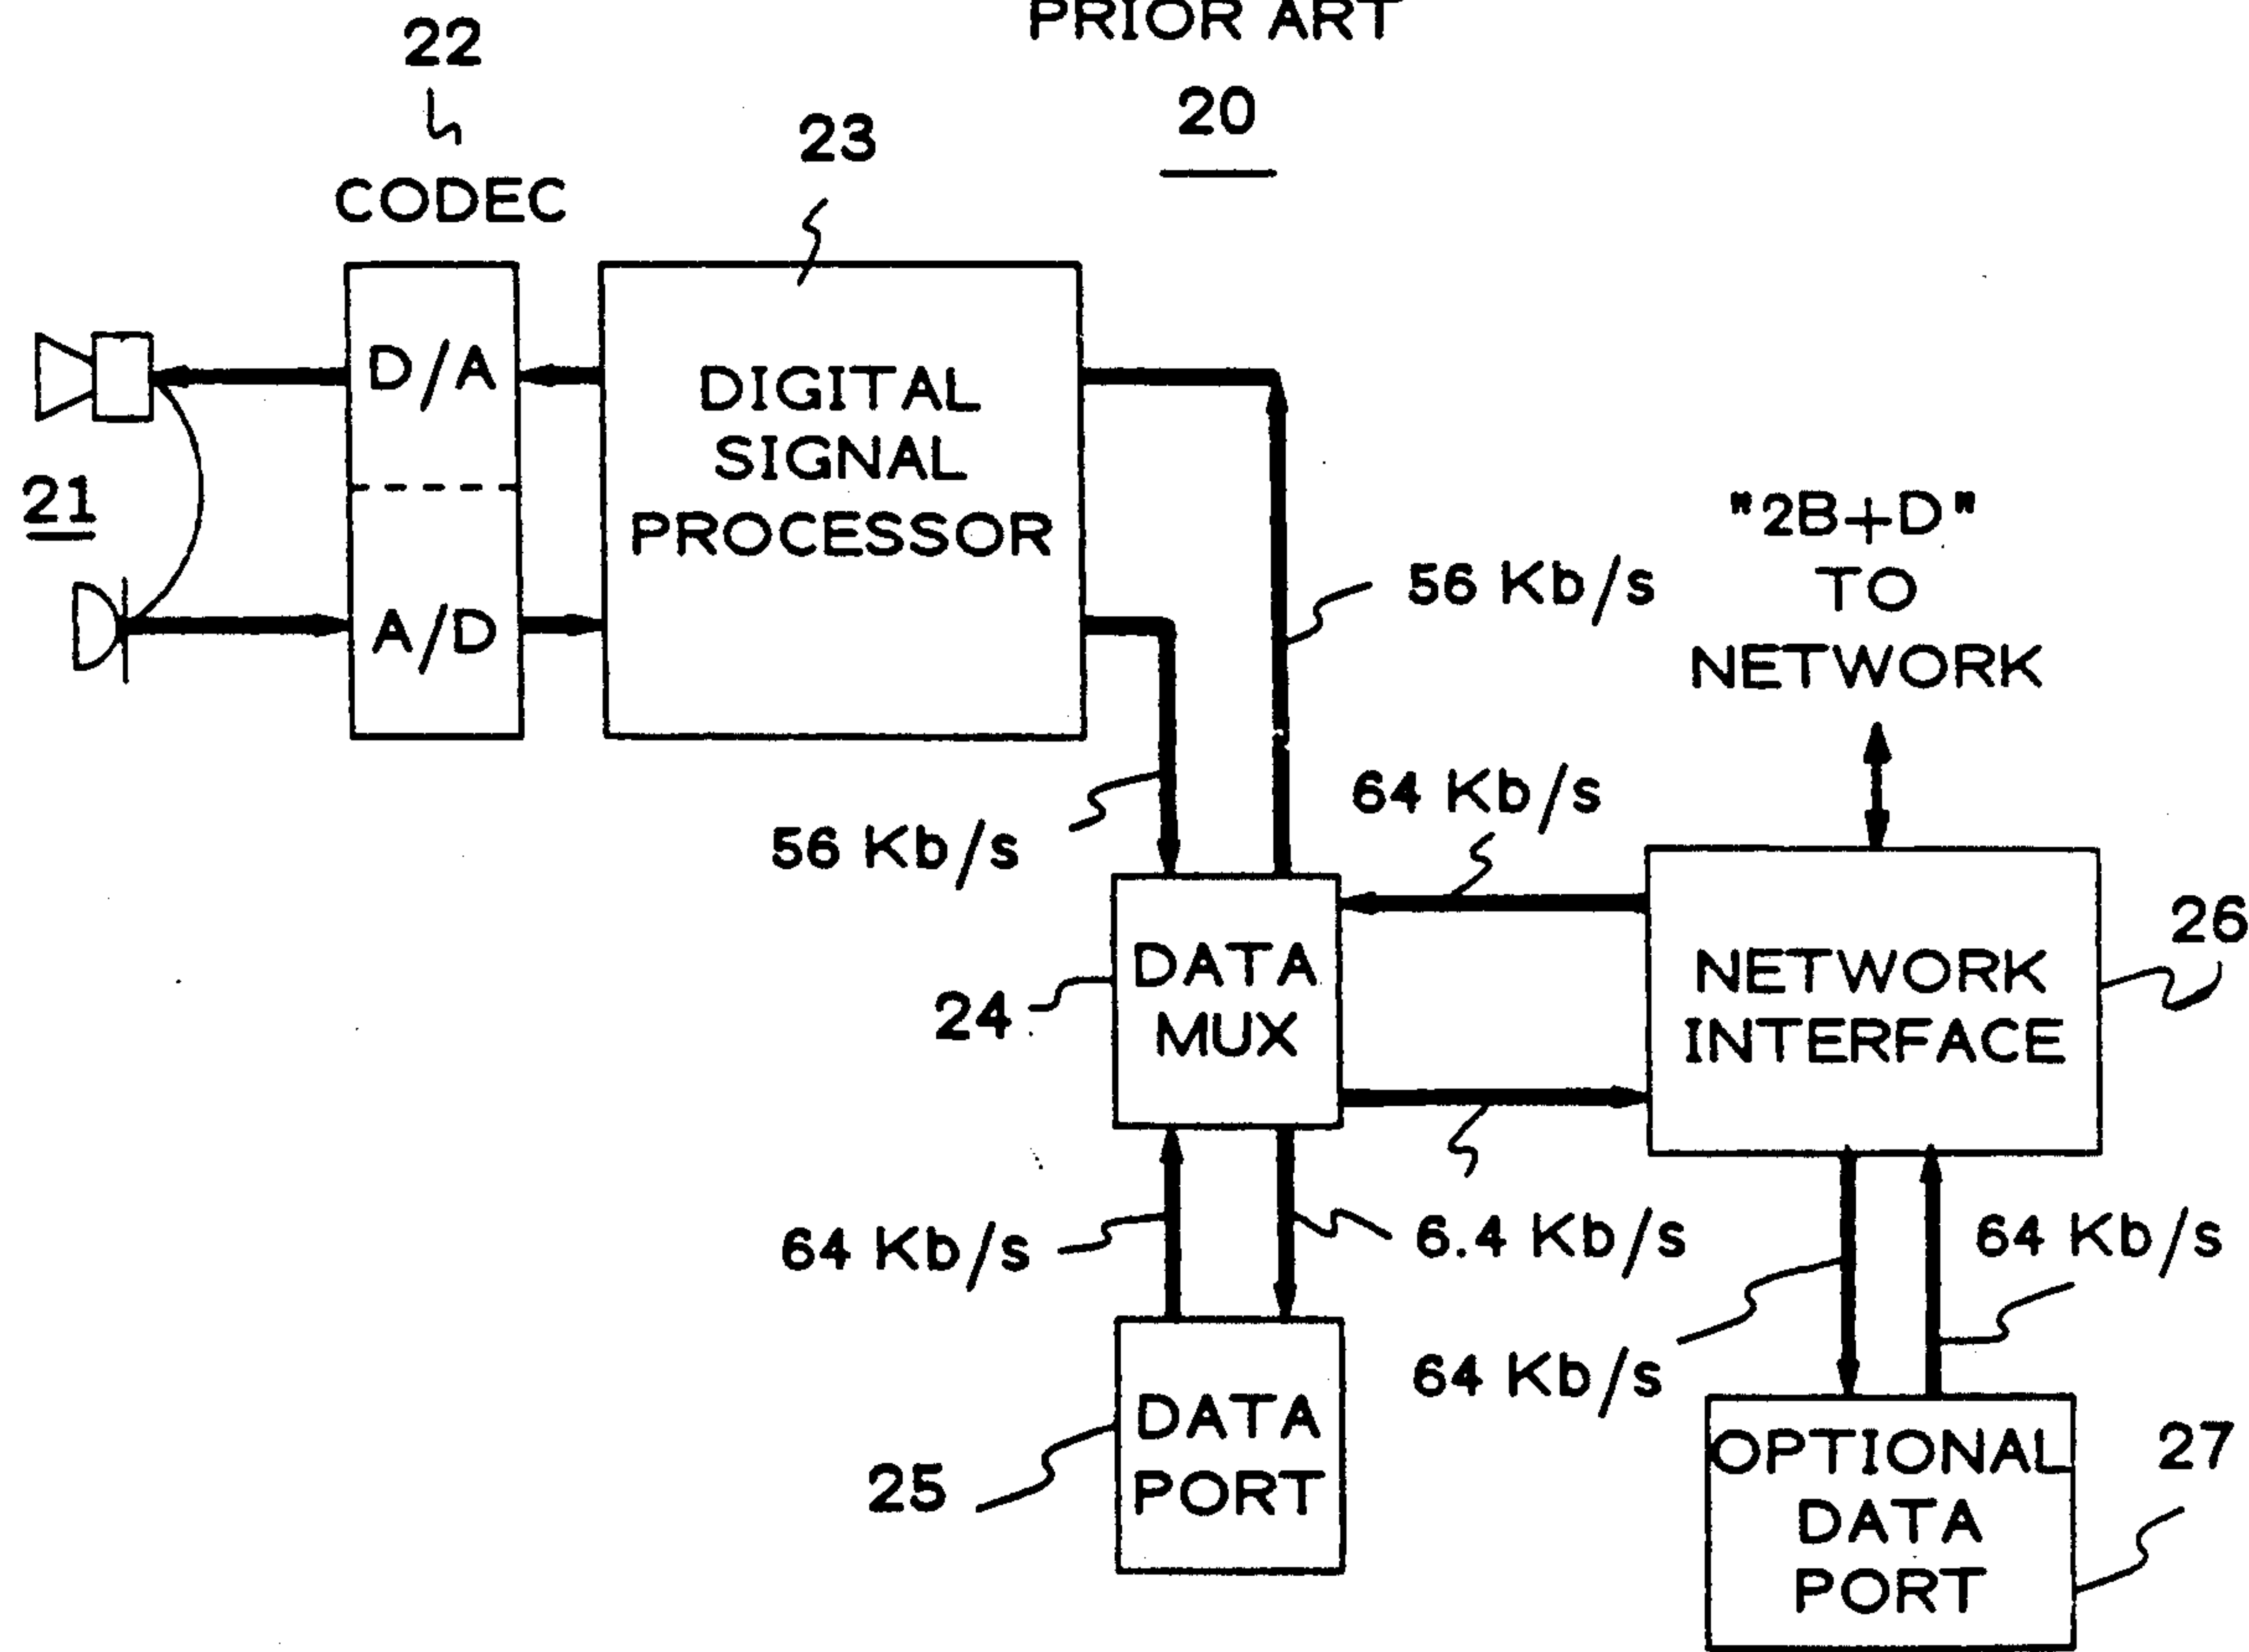 PRIOR ART
20
22
CODEC
23
D/A
A/D
21
DIGITAL
SIGNAL
PROCESSOR
56 Kb/s
56 Kb/s
"2B+D"
TO
NETWORK
64 Kb/s
24
DATA
MUX
NETWORK
INTERFACE
26
64 Kb/s
6.4 Kb/s
64 Kb/s
64 Kb/s
25
DATA
PORT
OPTIONAL
DATA
PORT
27